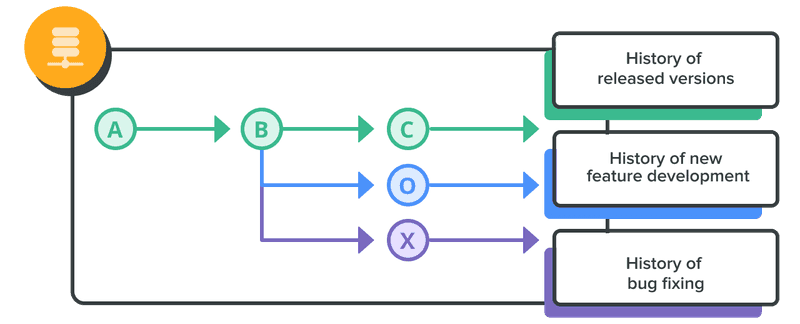 History of
released versions
A
B
C
History of new
feature development
O
History of
bug fixing
X